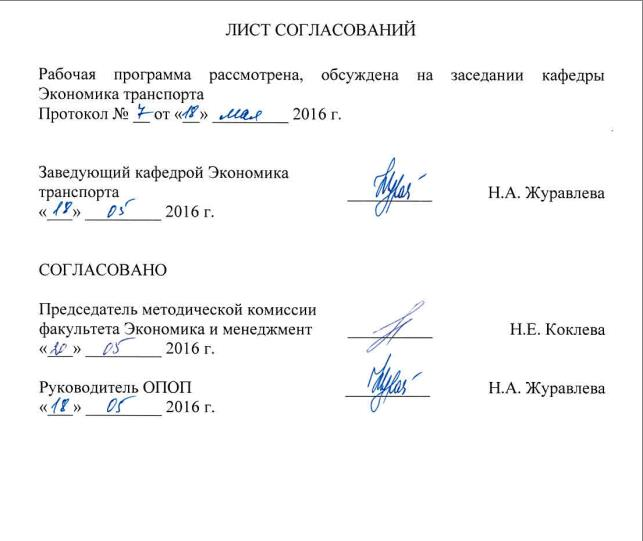 ЛИСТ СОГЛАСОВАНИЙ
Рабочая программа рассмотрена, обсуждена на заседании кафедры
Экономика транспорта
Протокол № 7 от «18» мая 2016 г.
Заведующий кафедрой Экономика
транспорта Н.А. Журавлева
«18» 05 2016 г.
СОГЛАСОВАНО
Председатель методической комиссии
факультета Экономика и менеджмент Н.Е. Коклева
«20» 05 2016 г.
Руководитель ОПОП Н.А. Журавлева
«18» 05 2016 г.